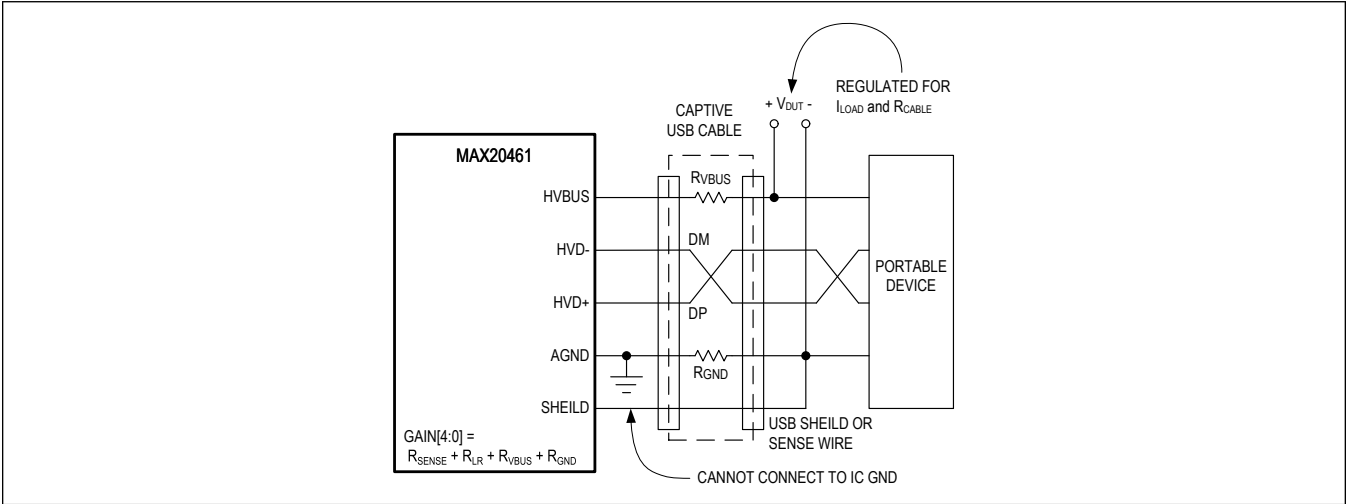 MAX20461
HVBUS
HVD-
HVD+
AGND
SHEILD
GAIN[4:0] =
RSENSE + RLR + RVBUS + RGND
CAPTIVE
USB CABLE
RVBUS
DM
DP
RGND
+ VDUT -
REGULATED FOR
ILOAD and RCABLE
PORTABLE
DEVICE
USB SHEILD OR
SENSE WIRE
CANNOT CONNECT TO IC GND